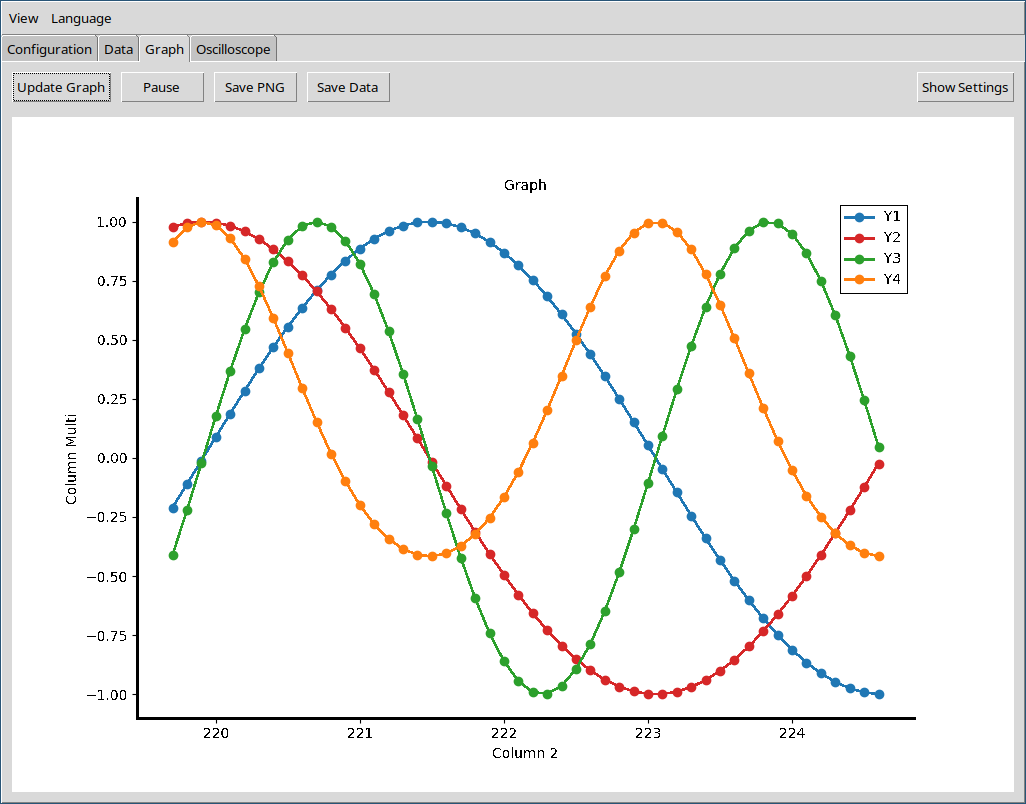 View Language
Configuration Data Graph Oscilloscope
Update Graph Pause Save PNG Save Data Show Settings
Graph
1.00
0.75
0.50
0.25
0.00
−0.25
−0.50
−0.75
−1.00
Column Multi
Y1
Y2
Y3
Y4
220 221 222 223 224
Column 2